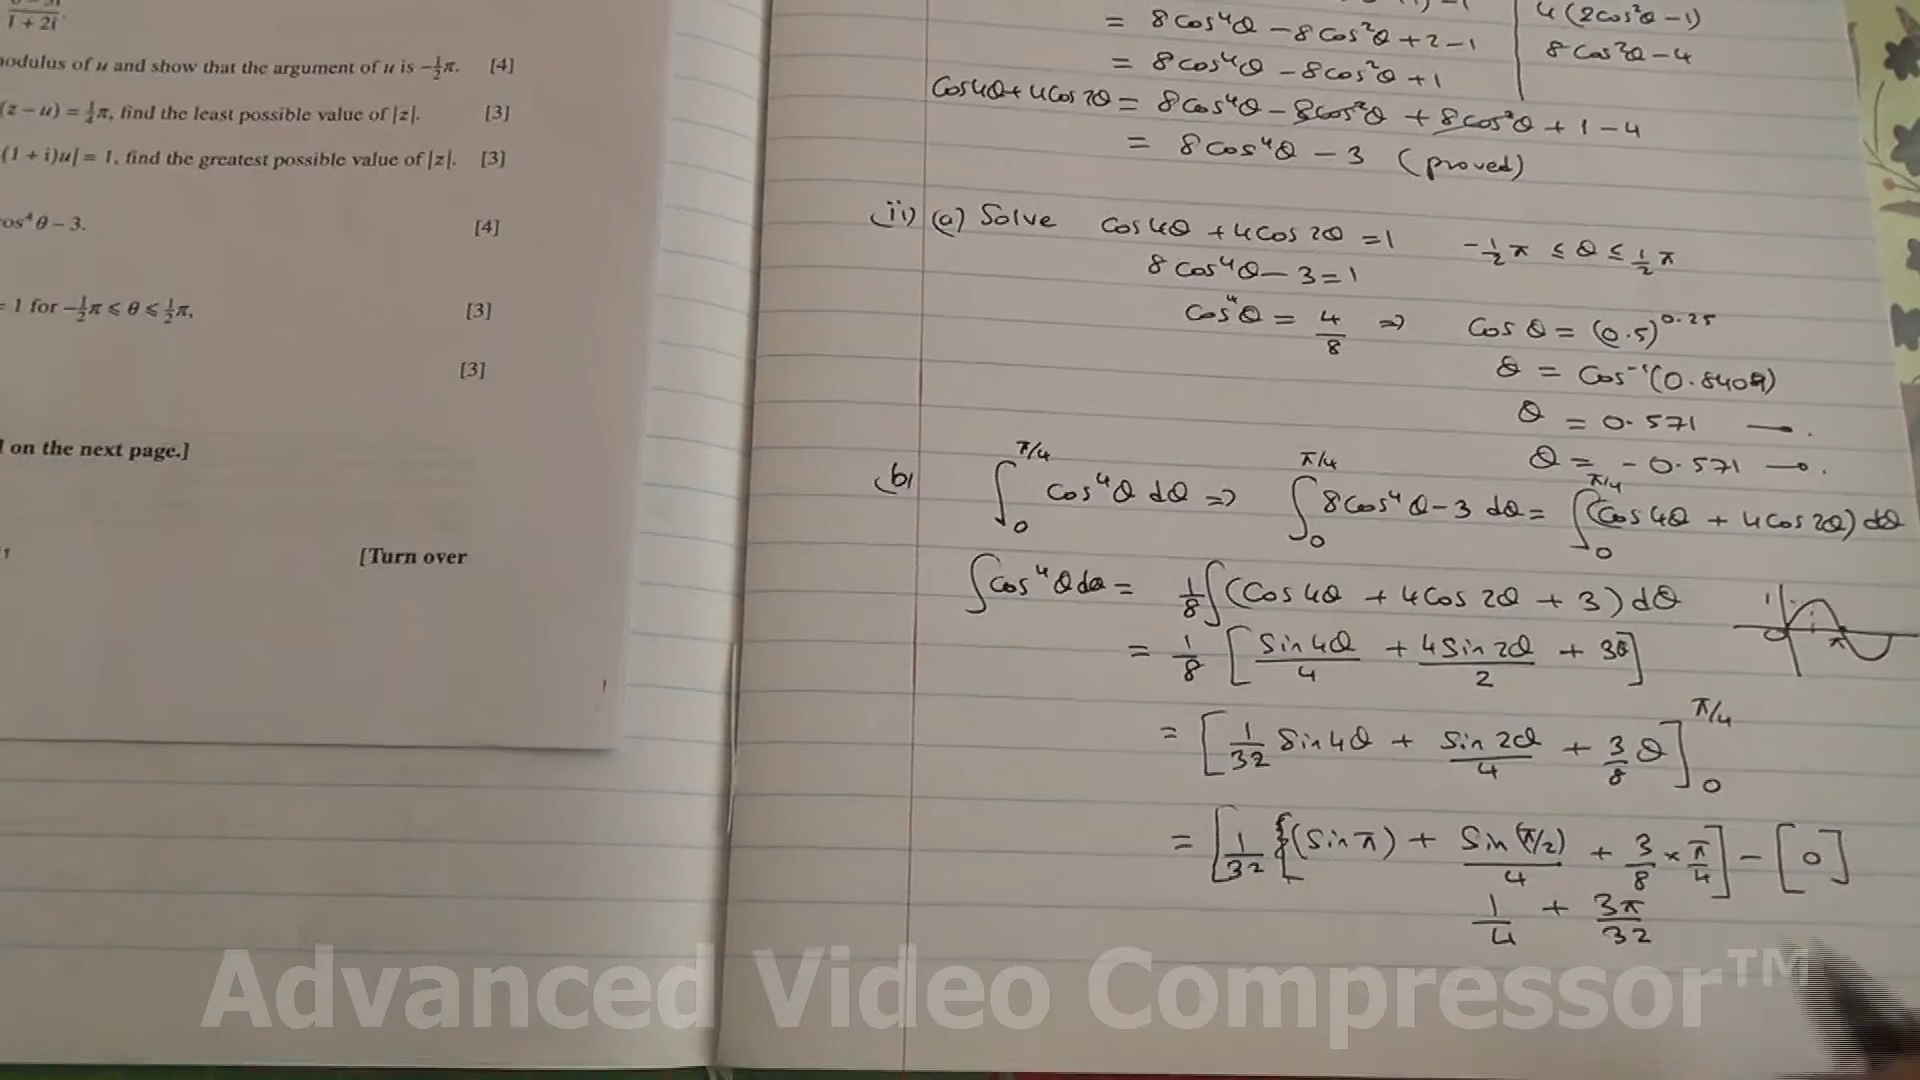 1 + 2i
modulus of u and show that the argument of u is −½π. [4]
(z − u) = ¼π, find the least possible value of |z|. [3]
(1 + i)u| = 1, find the greatest possible value of |z|. [3]
os⁴ θ − 3. [4]
= 1 for −½π ⩽ θ ⩽ ½π, [3]
[3]
on the next page.]
[Turn over
= 8cos⁴θ − 8cos²θ + 2 − 1
= 8cos⁴θ − 8cos²θ + 1
4(2cos²θ − 1)
8cos²θ − 4
cos4θ + 4cos2θ = 8cos⁴θ − 8cos²θ + 8cos²θ + 1 − 4
= 8cos⁴θ − 3 (proved)
(ii) (a) Solve cos4θ + 4cos2θ = 1 −½π ≤ θ ≤ ½π
8cos⁴θ − 3 = 1
cos⁴θ = 4/8 ⇒ cosθ = (0.5)^0.25
θ = cos⁻¹(0.8409)
θ = 0.571
θ = −0.571
(b) ∫₀^π/4 cos⁴θ dθ ⇒ ∫₀^π/4 8cos⁴θ − 3 dθ = ∫₀^π/4 (cos4θ + 4cos2θ) dθ
∫cos⁴θ dθ = 1/8 ∫(cos4θ + 4cos2θ + 3) dθ
= 1/8 [sin4θ/4 + 4sin2θ/2 + 3θ]
1 0 π
= [1/32 sin4θ + sin2θ/4 + 3/8 θ]₀^π/4
= [1/32 {(sinπ) + sin(π/2)/4 + 3/8 × π/4] − [0]
1/4 + 3π/32
Advanced Video Compressor™